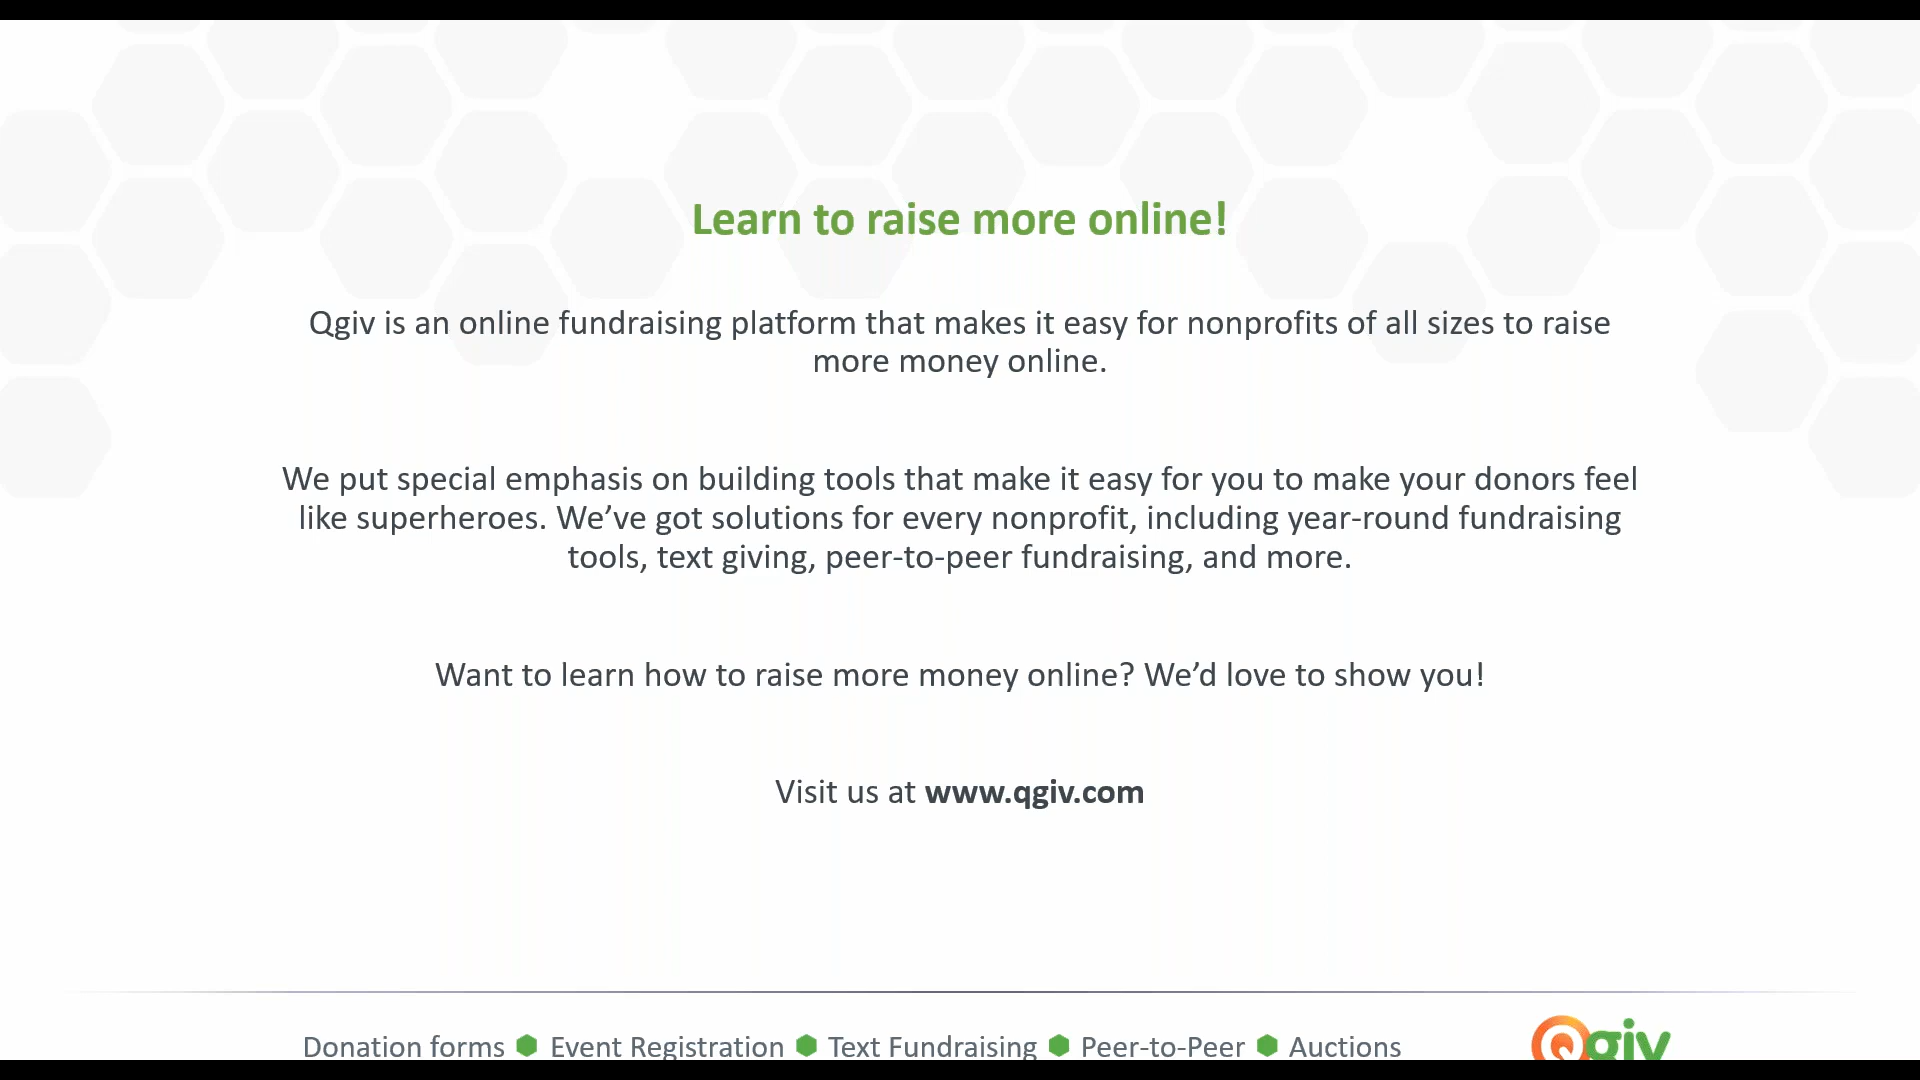 Learn to raise more online!
Qgiv is an online fundraising platform that makes it easy for nonprofits of all sizes to raise
more money online.
We put special emphasis on building tools that make it easy for you to make your donors feel
like superheroes. We’ve got solutions for every nonprofit, including year-round fundraising
tools, text giving, peer-to-peer fundraising, and more.
Want to learn how to raise more money online? We’d love to show you!
Visit us at www.qgiv.com
Donation forms ⬢ Event Registration ⬢ Text Fundraising ⬢ Peer-to-Peer ⬢ Auctions
Qgiv